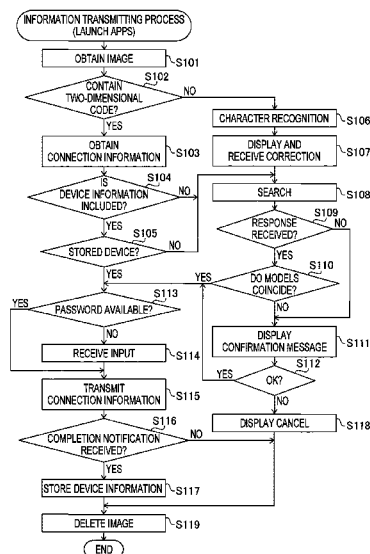 INFORMATION TRANSMITTING PROCESS
(LAUNCH APPS)
OBTAIN IMAGE
S101
S102
CONTAIN
TWO-DIMENSIONAL
CODE?
NO
YES
CHARACTER RECOGNITION
S106
OBTAIN
CONNECTION INFORMATION
S103
DISPLAY AND
RECEIVE CORRECTION
S107
S104
IS
DEVICE INFORMATION
INCLUDED?
NO
YES
SEARCH
S108
S105
STORED DEVICE?
NO
YES
S109
RESPONSE
RECEIVED?
NO
YES
S110
DO MODELS
COINCIDE?
YES
NO
S113
PASSWORD AVAILABLE?
YES
NO
DISPLAY
CONFIRMATION MESSAGE
S111
RECEIVE INPUT
S114
S112
OK?
YES
NO
TRANSMIT
CONNECTION INFORMATION
S115
S116
COMPLETION NOTIFICATION
RECEIVED?
NO
YES
DISPLAY CANCEL
S118
STORE DEVICE INFORMATION
S117
DELETE IMAGE
S119
END